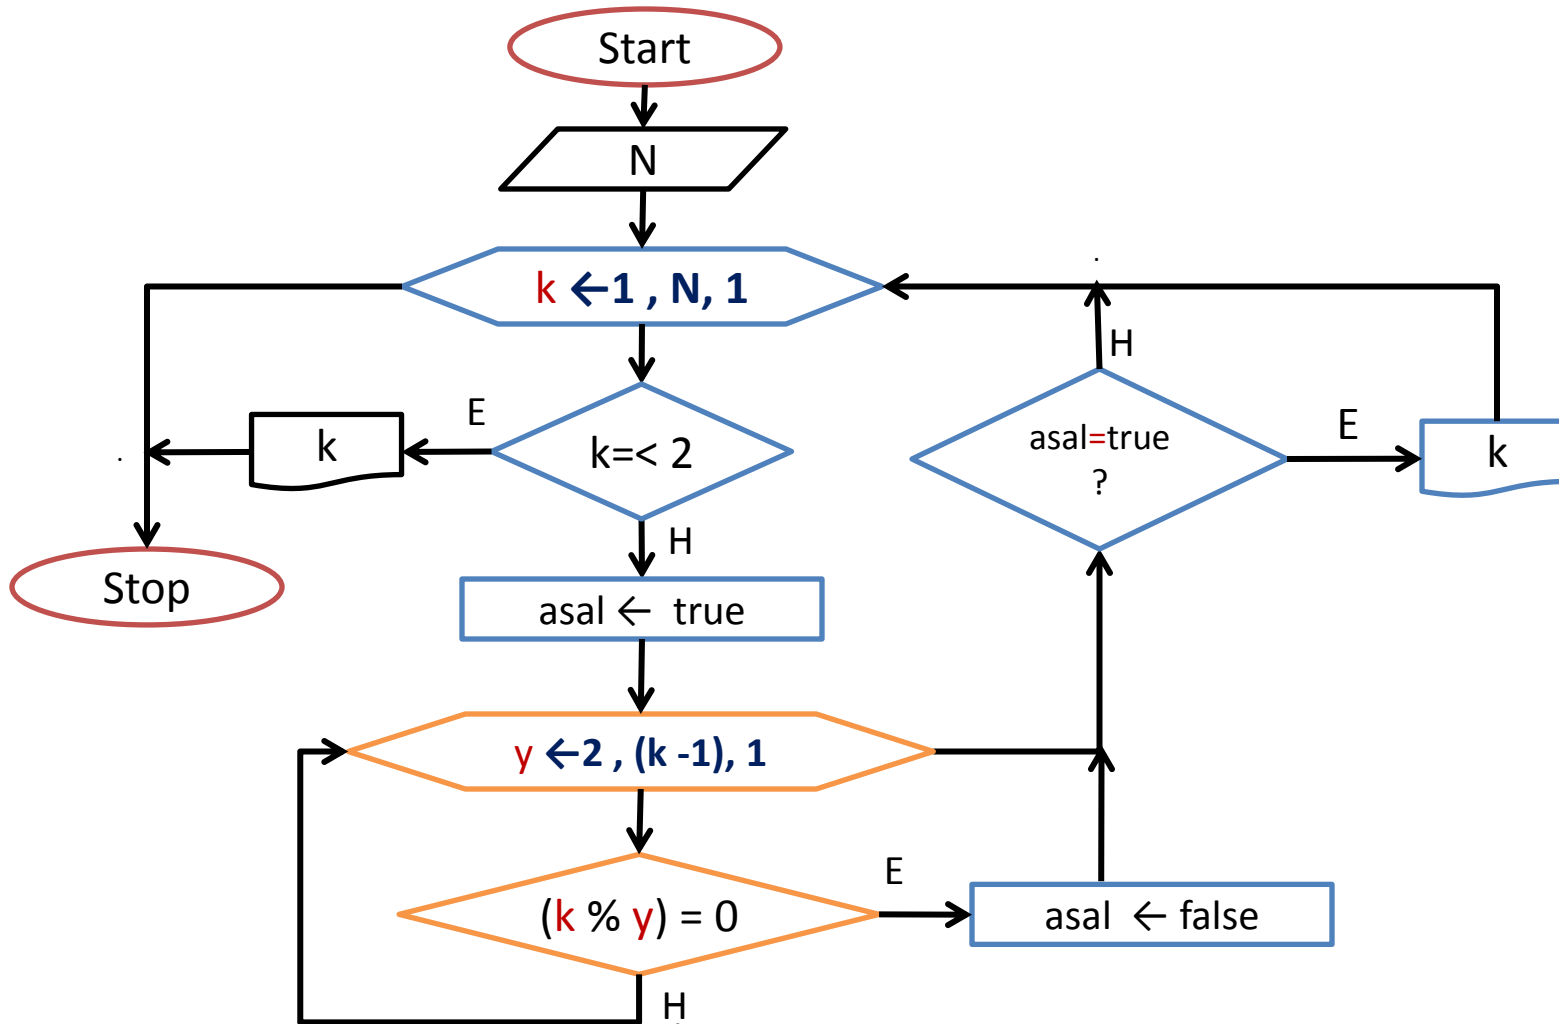 Start
N
k ←1 , N, 1
H
E
k=< 2
k
asal=true
?
E
k
H
Stop
asal ← true
y ←2 , (k -1), 1
E
(k % y) = 0
asal ← false
H